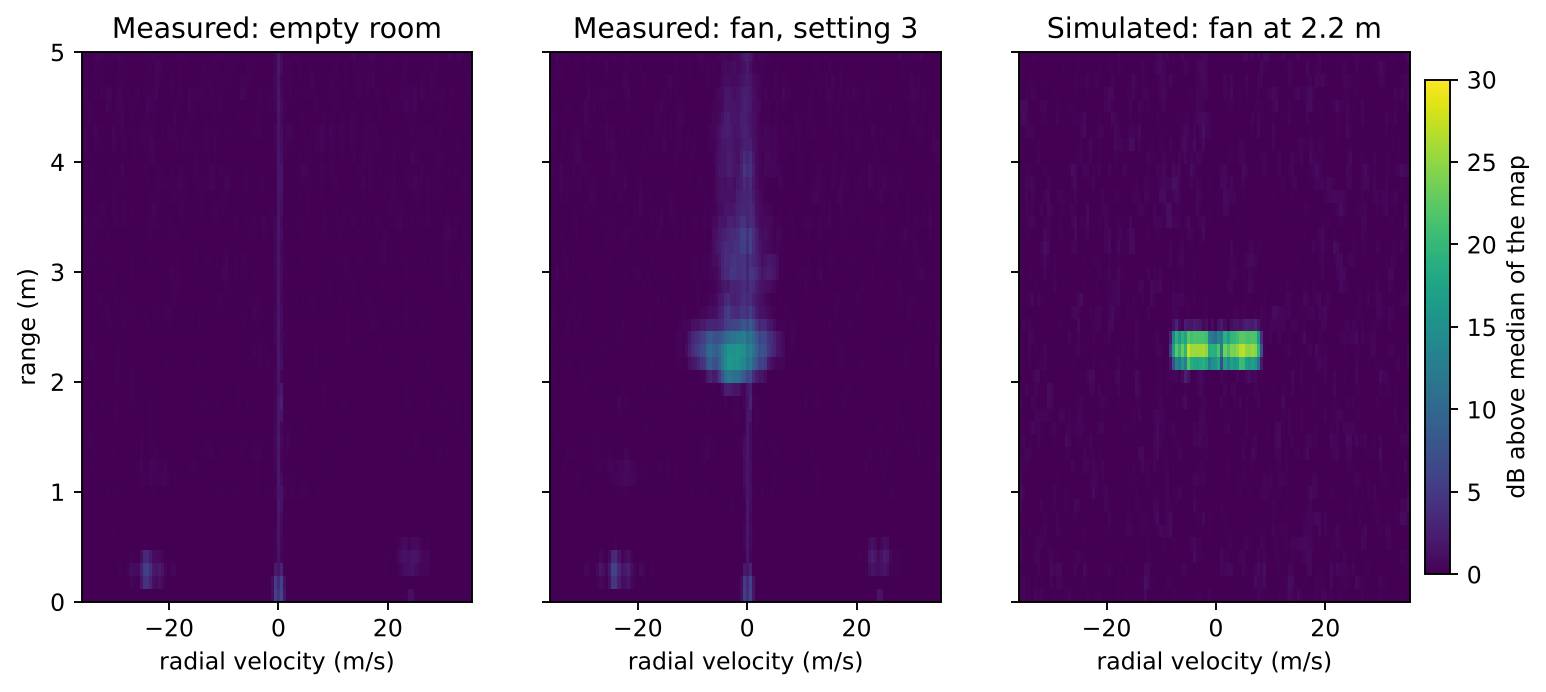 Measured: empty room
Measured: fan, setting 3
Simulated: fan at 2.2 m
5
4
3
2
1
0
range (m)
−20 0 20
−20 0 20
−20 0 20
radial velocity (m/s)
radial velocity (m/s)
radial velocity (m/s)
30
25
20
15
10
5
0
dB above median of the map